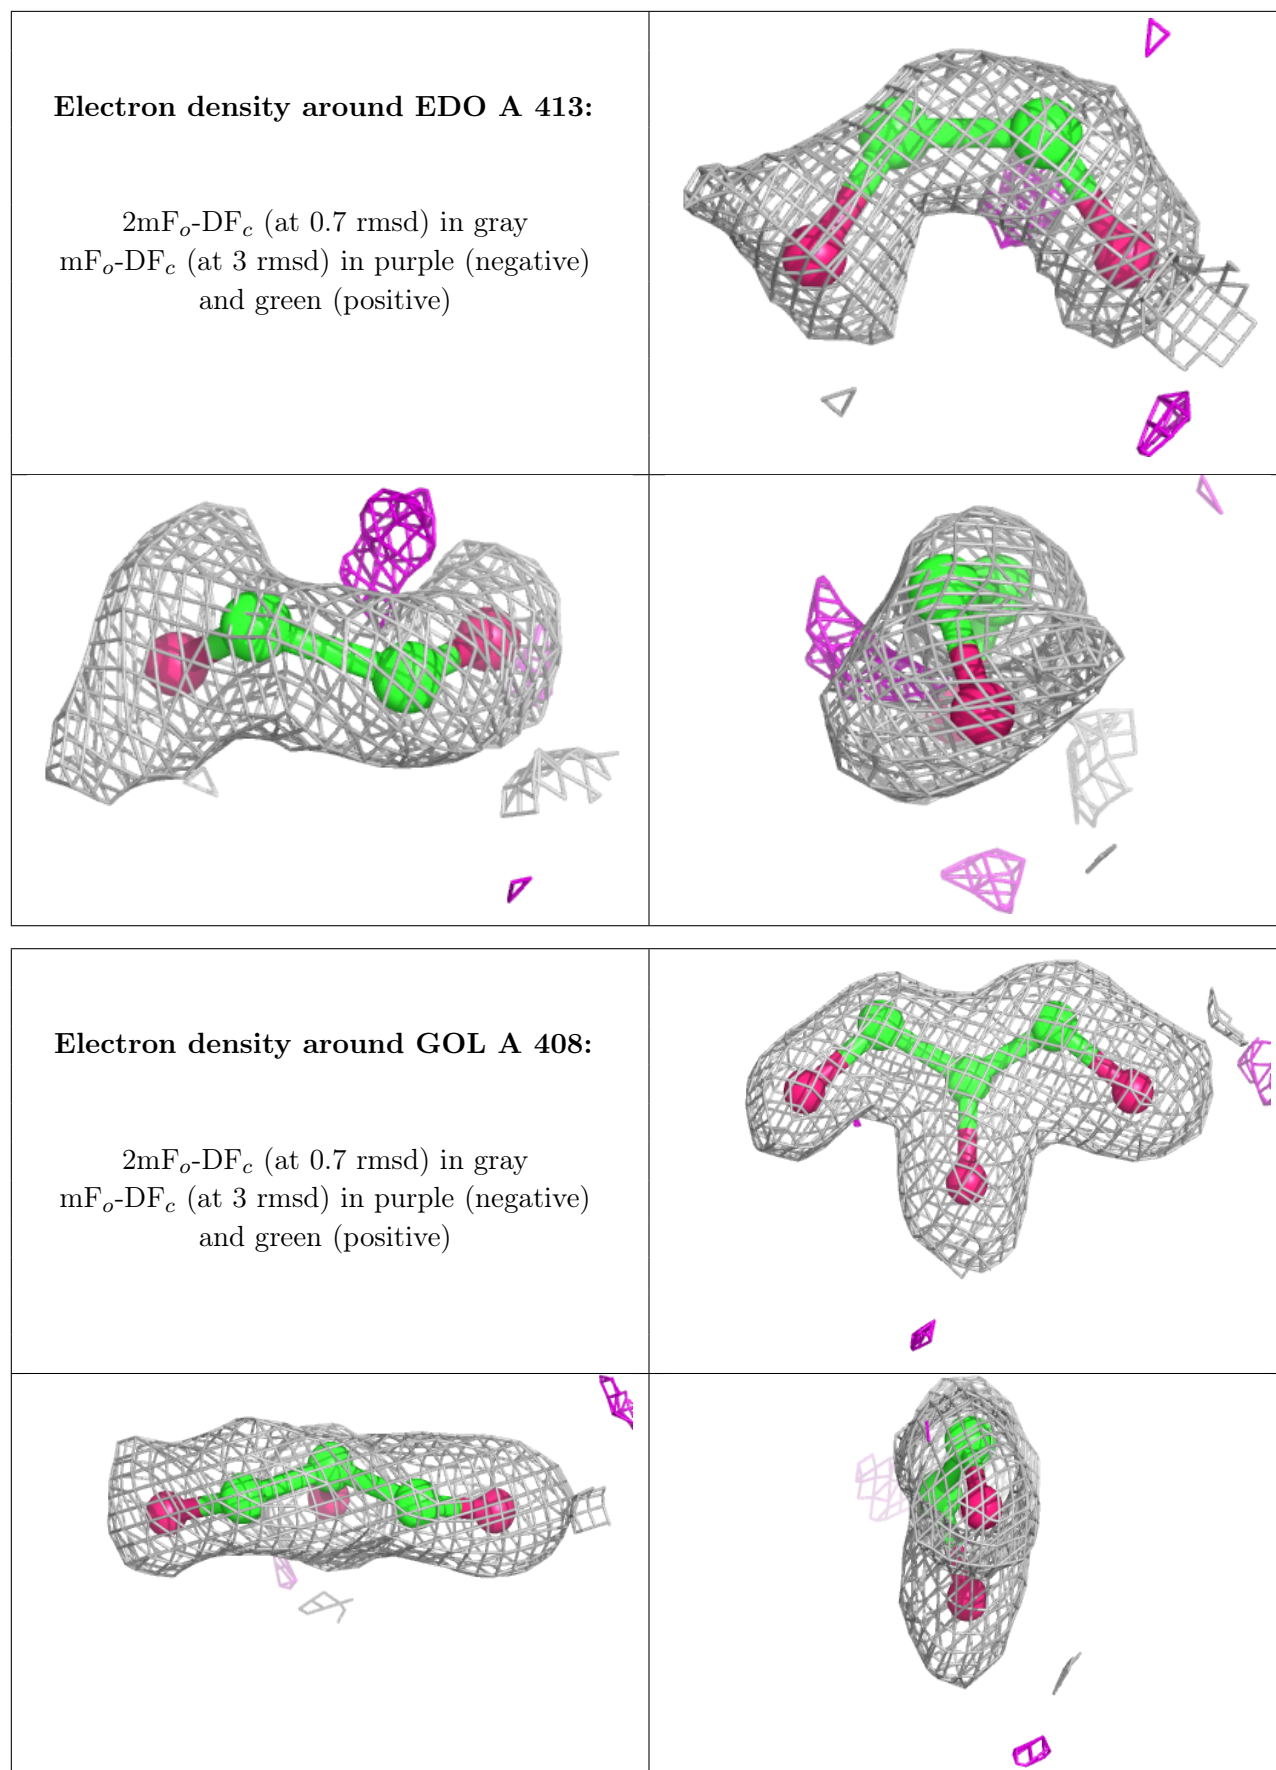 Electron density around EDO A 413:
2mFo-DFc (at 0.7 rmsd) in gray
mFo-DFc (at 3 rmsd) in purple (negative)
and green (positive)
Electron density around GOL A 408:
2mFo-DFc (at 0.7 rmsd) in gray
mFo-DFc (at 3 rmsd) in purple (negative)
and green (positive)